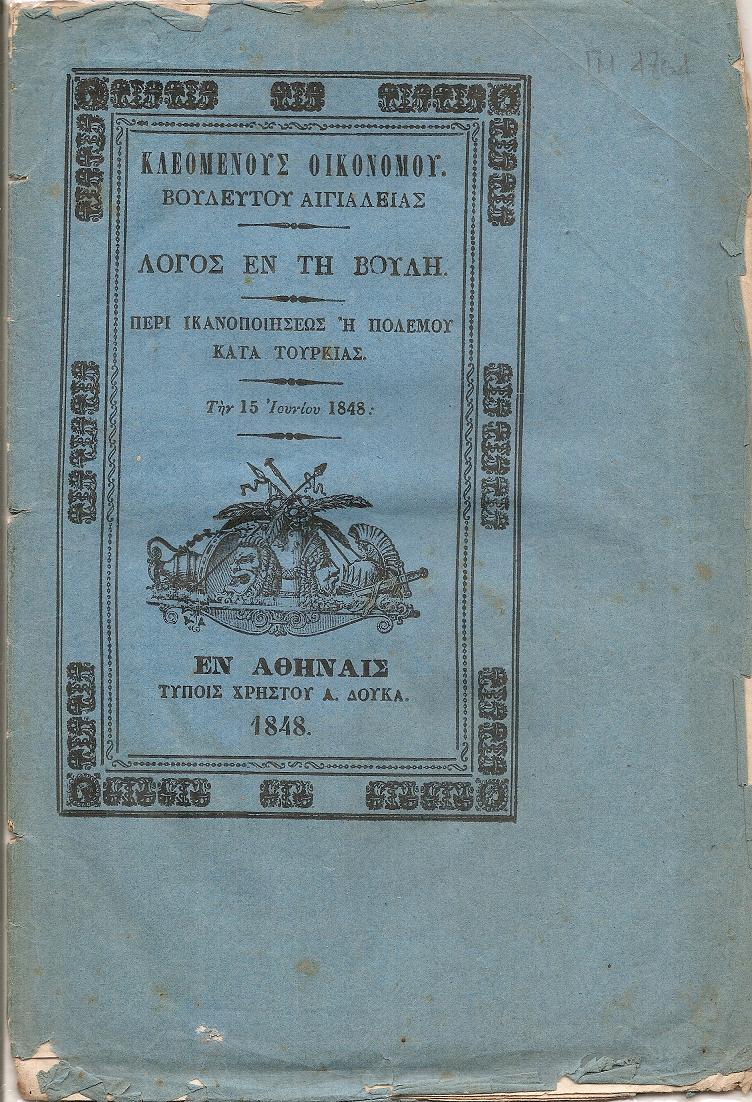 ΚΛΕΟΜΕΝΟΥΣ ΟΙΚΟΝΟΜΟΥ.
ΒΟΥΛΕΥΤΟΥ ΑΙΓΙΑΛΕΙΑΣ
ΛΟΓΟΣ ΕΝ ΤΗ ΒΟΥΛΗ.
ΠΕΡΙ ΙΚΑΝΟΠΟΙΗΣΕΩΣ Ἢ ΠΟΛΕΜΟΥ
ΚΑΤΑ ΤΟΥΡΚΙΑΣ.
Τὴν 15 Ἰουνίου 1848:
ΕΝ ΑΘΗΝΑΙΣ
ΤΥΠΟΙΣ ΧΡΗΣΤΟΥ Α. ΔΟΥΚΑ.
1848.